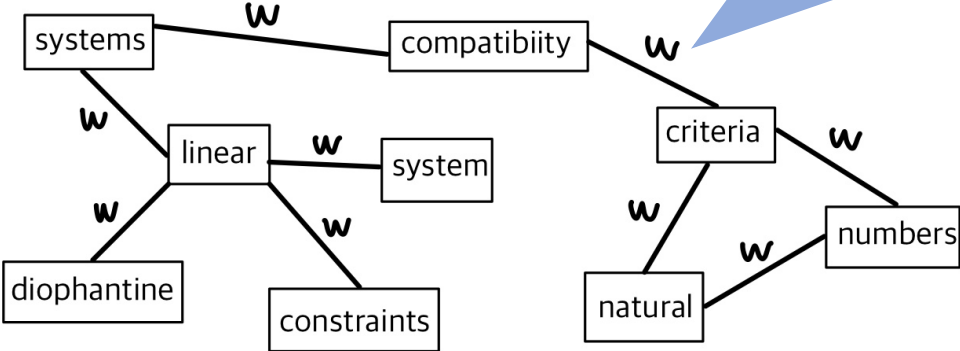 systems
w
compatibiity
w
w
linear
w
system
criteria
w
w
w
w
w
numbers
diophantine
constraints
natural